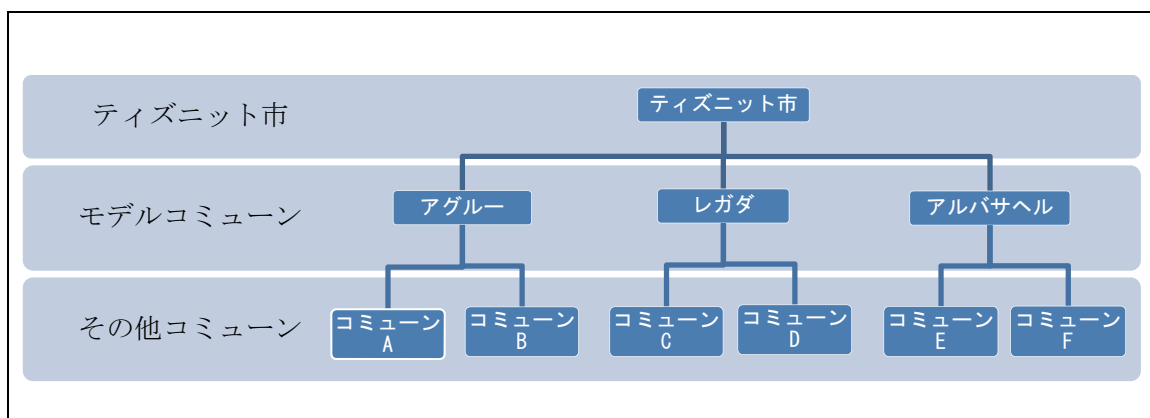 ティズニット市
ティズニット市
モデルコミューン
アグルー
レガダ
アルバサヘル
その他コミューン
コミューン
A
コミューン
B
コミューン
C
コミューン
D
コミューン
E
コミューン
F